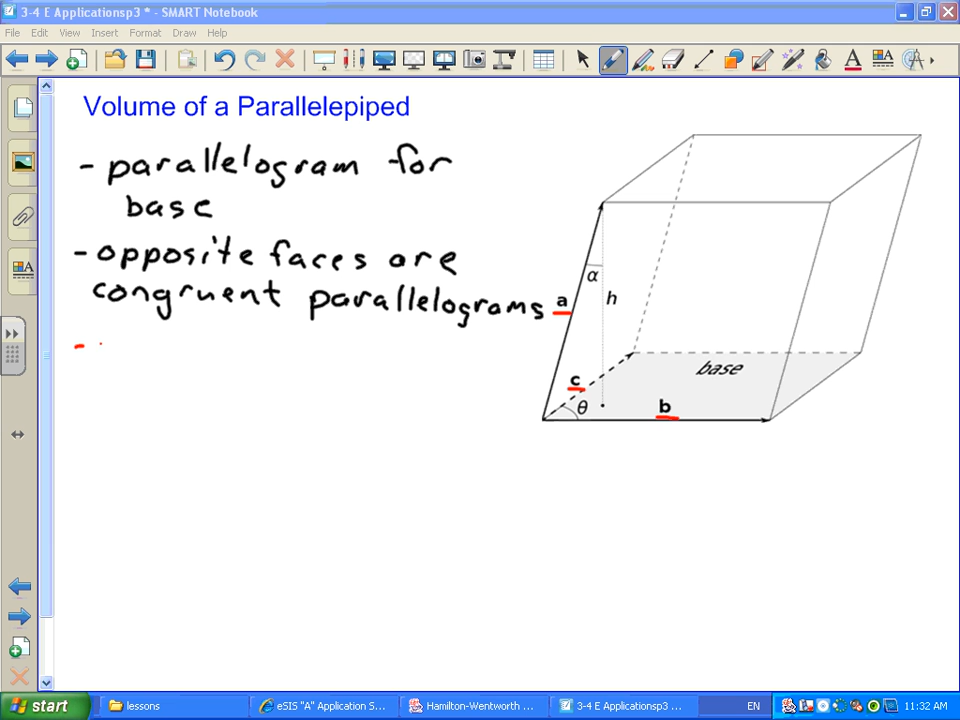 3-4 E Applicationsp3 * - SMART Notebook
File Edit View Insert Format Draw Help
Volume of a Parallelepiped
- parallelogram for
base
- opposite faces are
congruent parallelograms
-
α
h
a
c
θ
b
base
start
lessons
eSIS "A" Application S...
Hamilton-Wentworth ...
3-4 E Applicationsp3 ...
EN
11:32 AM